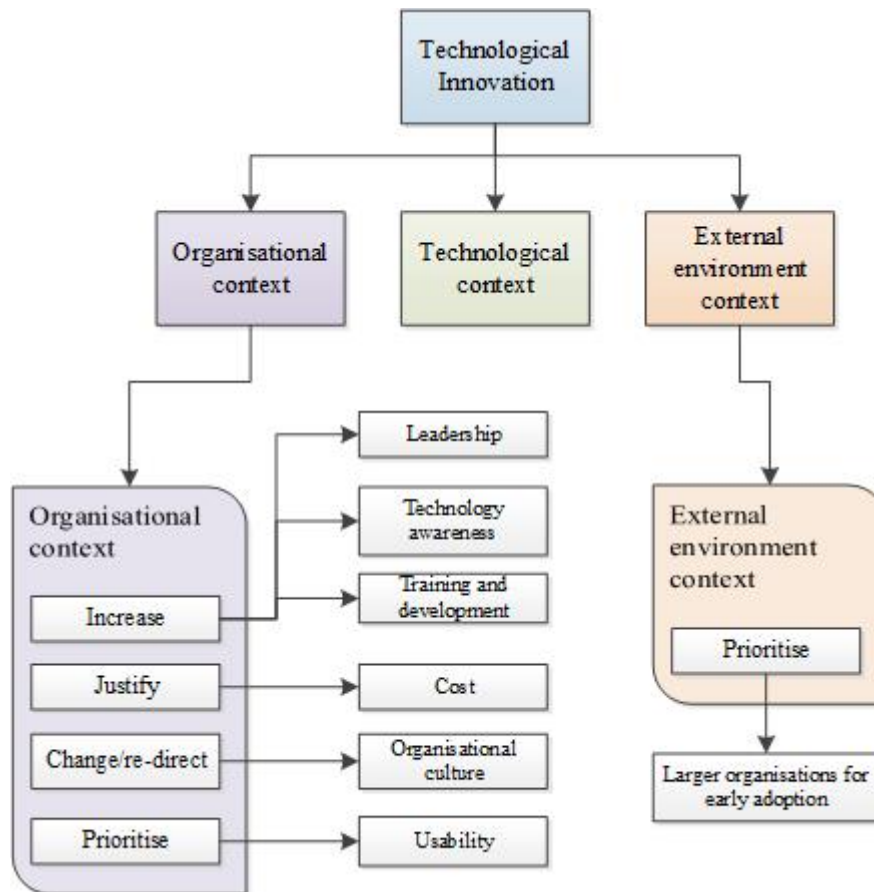 Technological
Innovation
Organisational
context
Technological
context
External
environment
context
Organisational
context
Increase
Justify
Change/re-direct
Prioritise
Leadership
Technology
awareness
Training and
development
Cost
Organisational
culture
Usability
External
environment
context
Prioritise
Larger organisations for
early adoption